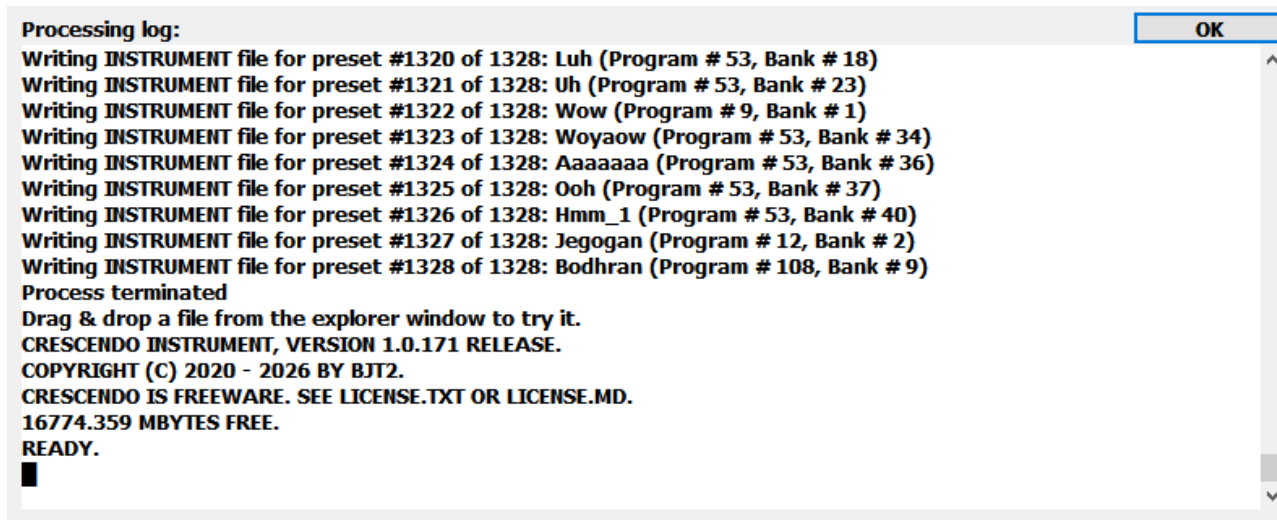 Processing log:
OK
Writing INSTRUMENT file for preset #1320 of 1328: Luh (Program # 53, Bank # 18)
Writing INSTRUMENT file for preset #1321 of 1328: Uh (Program # 53, Bank # 23)
Writing INSTRUMENT file for preset #1322 of 1328: Wow (Program # 9, Bank # 1)
Writing INSTRUMENT file for preset #1323 of 1328: Woyaow (Program # 53, Bank # 34)
Writing INSTRUMENT file for preset #1324 of 1328: Aaaaaaa (Program # 53, Bank # 36)
Writing INSTRUMENT file for preset #1325 of 1328: Ooh (Program # 53, Bank # 37)
Writing INSTRUMENT file for preset #1326 of 1328: Hmm_1 (Program # 53, Bank # 40)
Writing INSTRUMENT file for preset #1327 of 1328: Jegogan (Program # 12, Bank # 2)
Writing INSTRUMENT file for preset #1328 of 1328: Bodhran (Program # 108, Bank # 9)
Process terminated
Drag & drop a file from the explorer window to try it.
CRESCENDO INSTRUMENT, VERSION 1.0.171 RELEASE.
COPYRIGHT (C) 2020 - 2026 BY BJT2.
CRESCENDO IS FREEWARE. SEE LICENSE.TXT OR LICENSE.MD.
16774.359 MBYTES FREE.
READY.